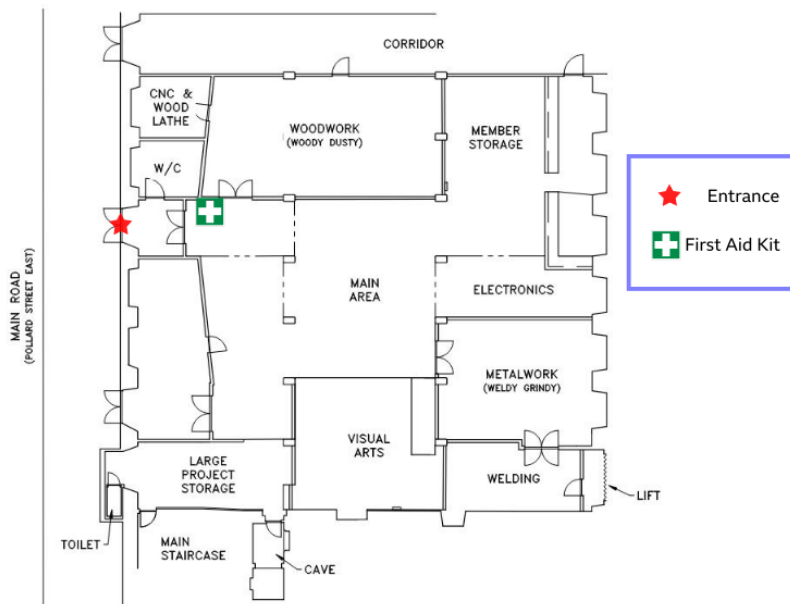 CORRIDOR
CNC &
WOOD
LATHE
WOODWORK
(WOODY DUSTY)
MEMBER
STORAGE
W/C
Entrance
First Aid Kit
MAIN ROAD
(POLLARD STREET EAST)
MAIN
AREA
ELECTRONICS
METALWORK
(WELDY GRINDY)
VISUAL
ARTS
LARGE
PROJECT
STORAGE
WELDING
LIFT
TOILET
MAIN
STAIRCASE
CAVE